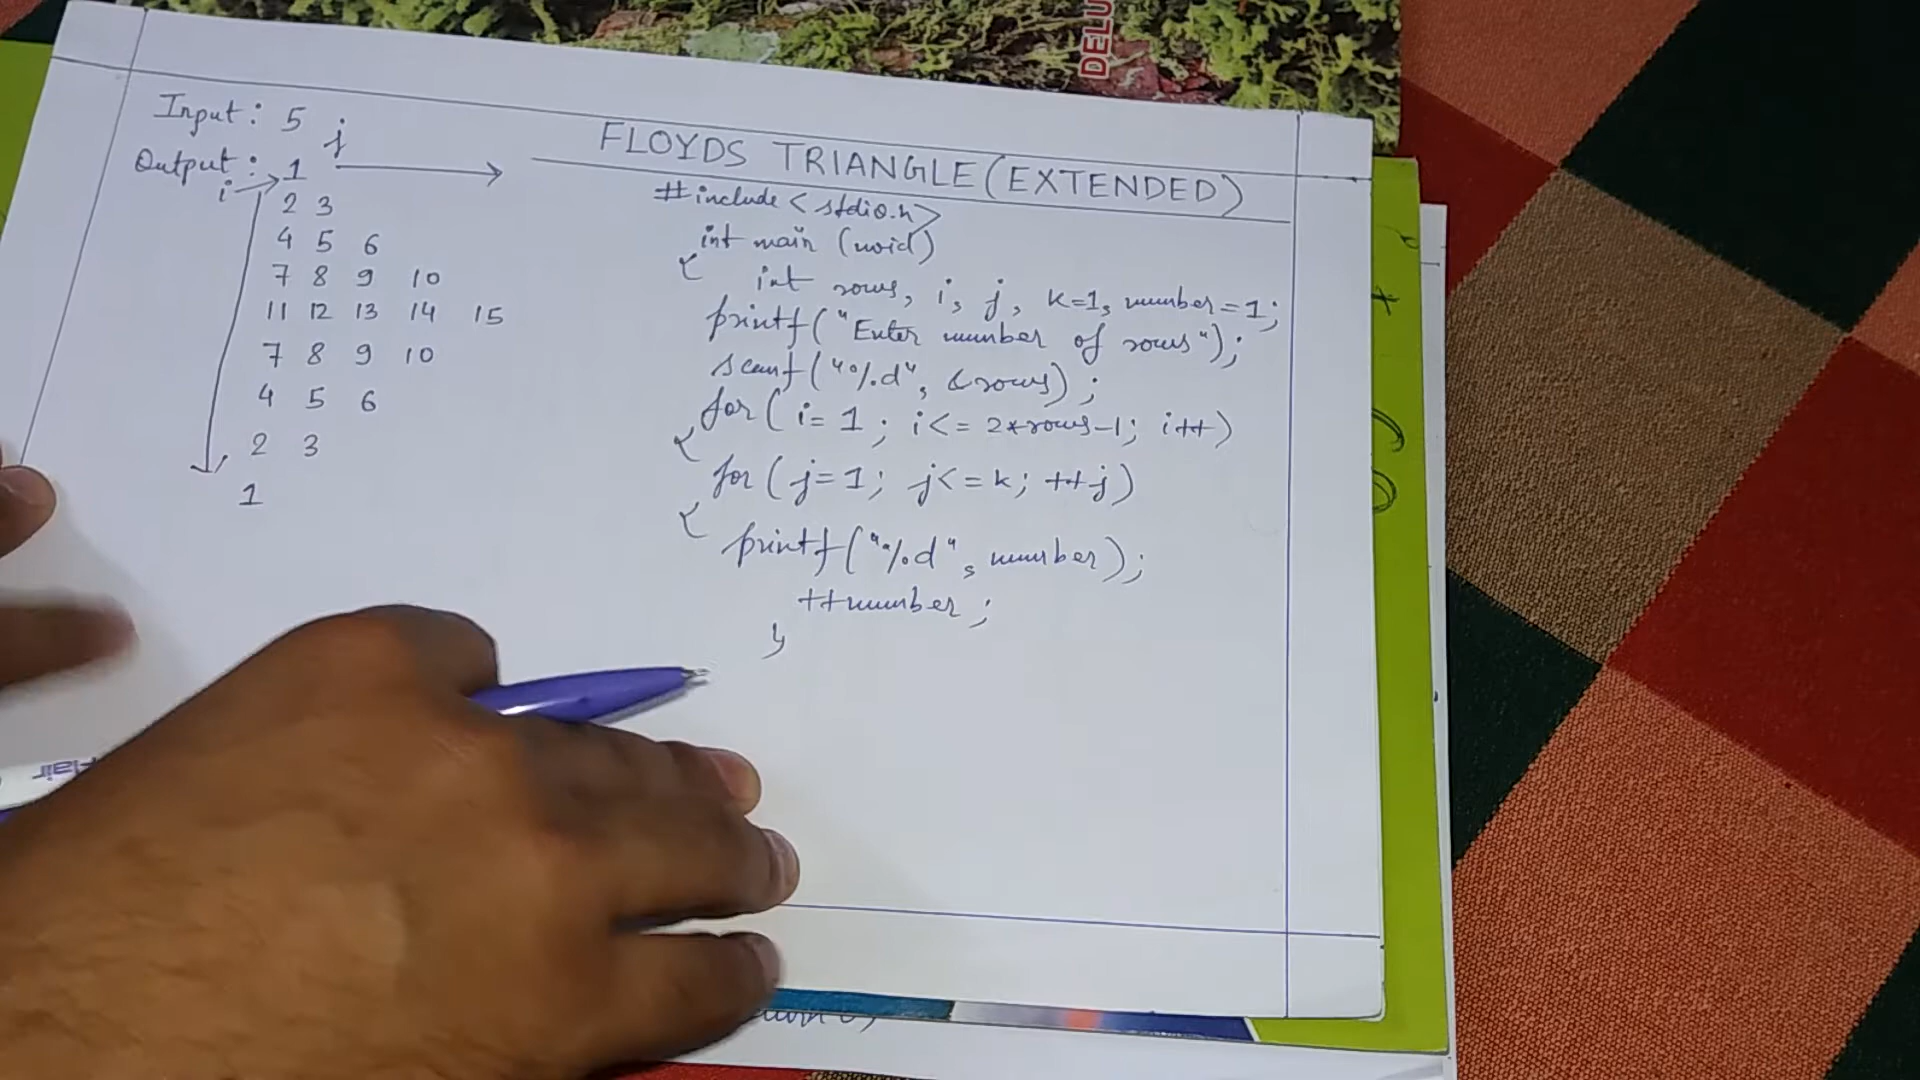 DELU
Input: 5
j
Output: 1
i
2 3
4 5 6
7 8 9 10
11 12 13 14 15
7 8 9 10
4 5 6
2 3
1
FLOYDS TRIANGLE (EXTENDED)
#include <stdio.h>
int main (void)
{ int rows, i, j, k=1, number=1;
printf("Enter number of rows");
scanf("%d", &rows);
for( i= 1; i<= 2*rows-1; i++)
{
for (j=1; j<=k; ++j)
{
printf("%d", number);
++number;
}
Flair